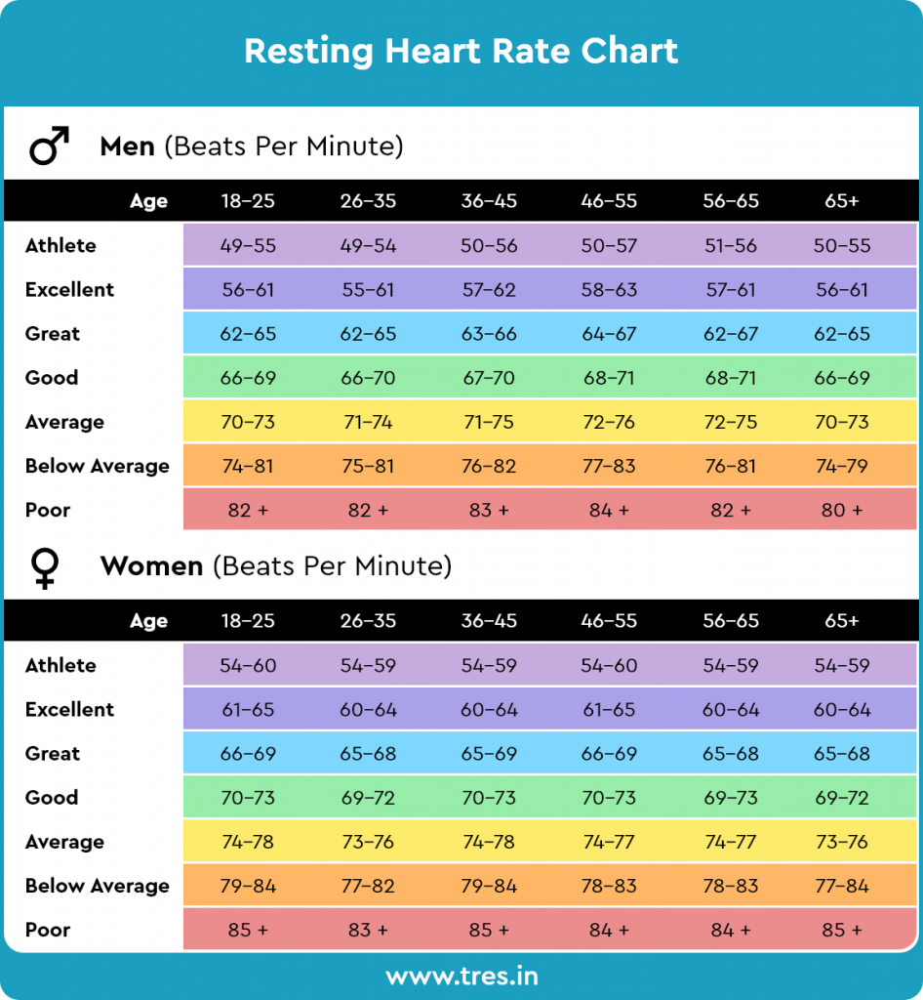 Resting Heart Rate Chart
Men (Beats Per Minute)
Age 18–25 26–35 36–45 46–55 56–65 65+
Athlete 49–55 49–54 50–56 50–57 51–56 50–55
Excellent 56–61 55–61 57–62 58–63 57–61 56–61
Great 62–65 62–65 63–66 64–67 62–67 62–65
Good 66–69 66–70 67–70 68–71 68–71 66–69
Average 70–73 71–74 71–75 72–76 72–75 70–73
Below Average 74–81 75–81 76–82 77–83 76–81 74–79
Poor 82 + 82 + 83 + 84 + 82 + 80 +
Women (Beats Per Minute)
Age 18–25 26–35 36–45 46–55 56–65 65+
Athlete 54–60 54–59 54–59 54–60 54–59 54–59
Excellent 61–65 60–64 60–64 61–65 60–64 60–64
Great 66–69 65–68 65–69 66–69 65–68 65–68
Good 70–73 69–72 70–73 70–73 69–73 69–72
Average 74–78 73–76 74–78 74–77 74–77 73–76
Below Average 79–84 77–82 79–84 78–83 78–83 77–84
Poor 85 + 83 + 85 + 84 + 84 + 85 +
www.tres.in